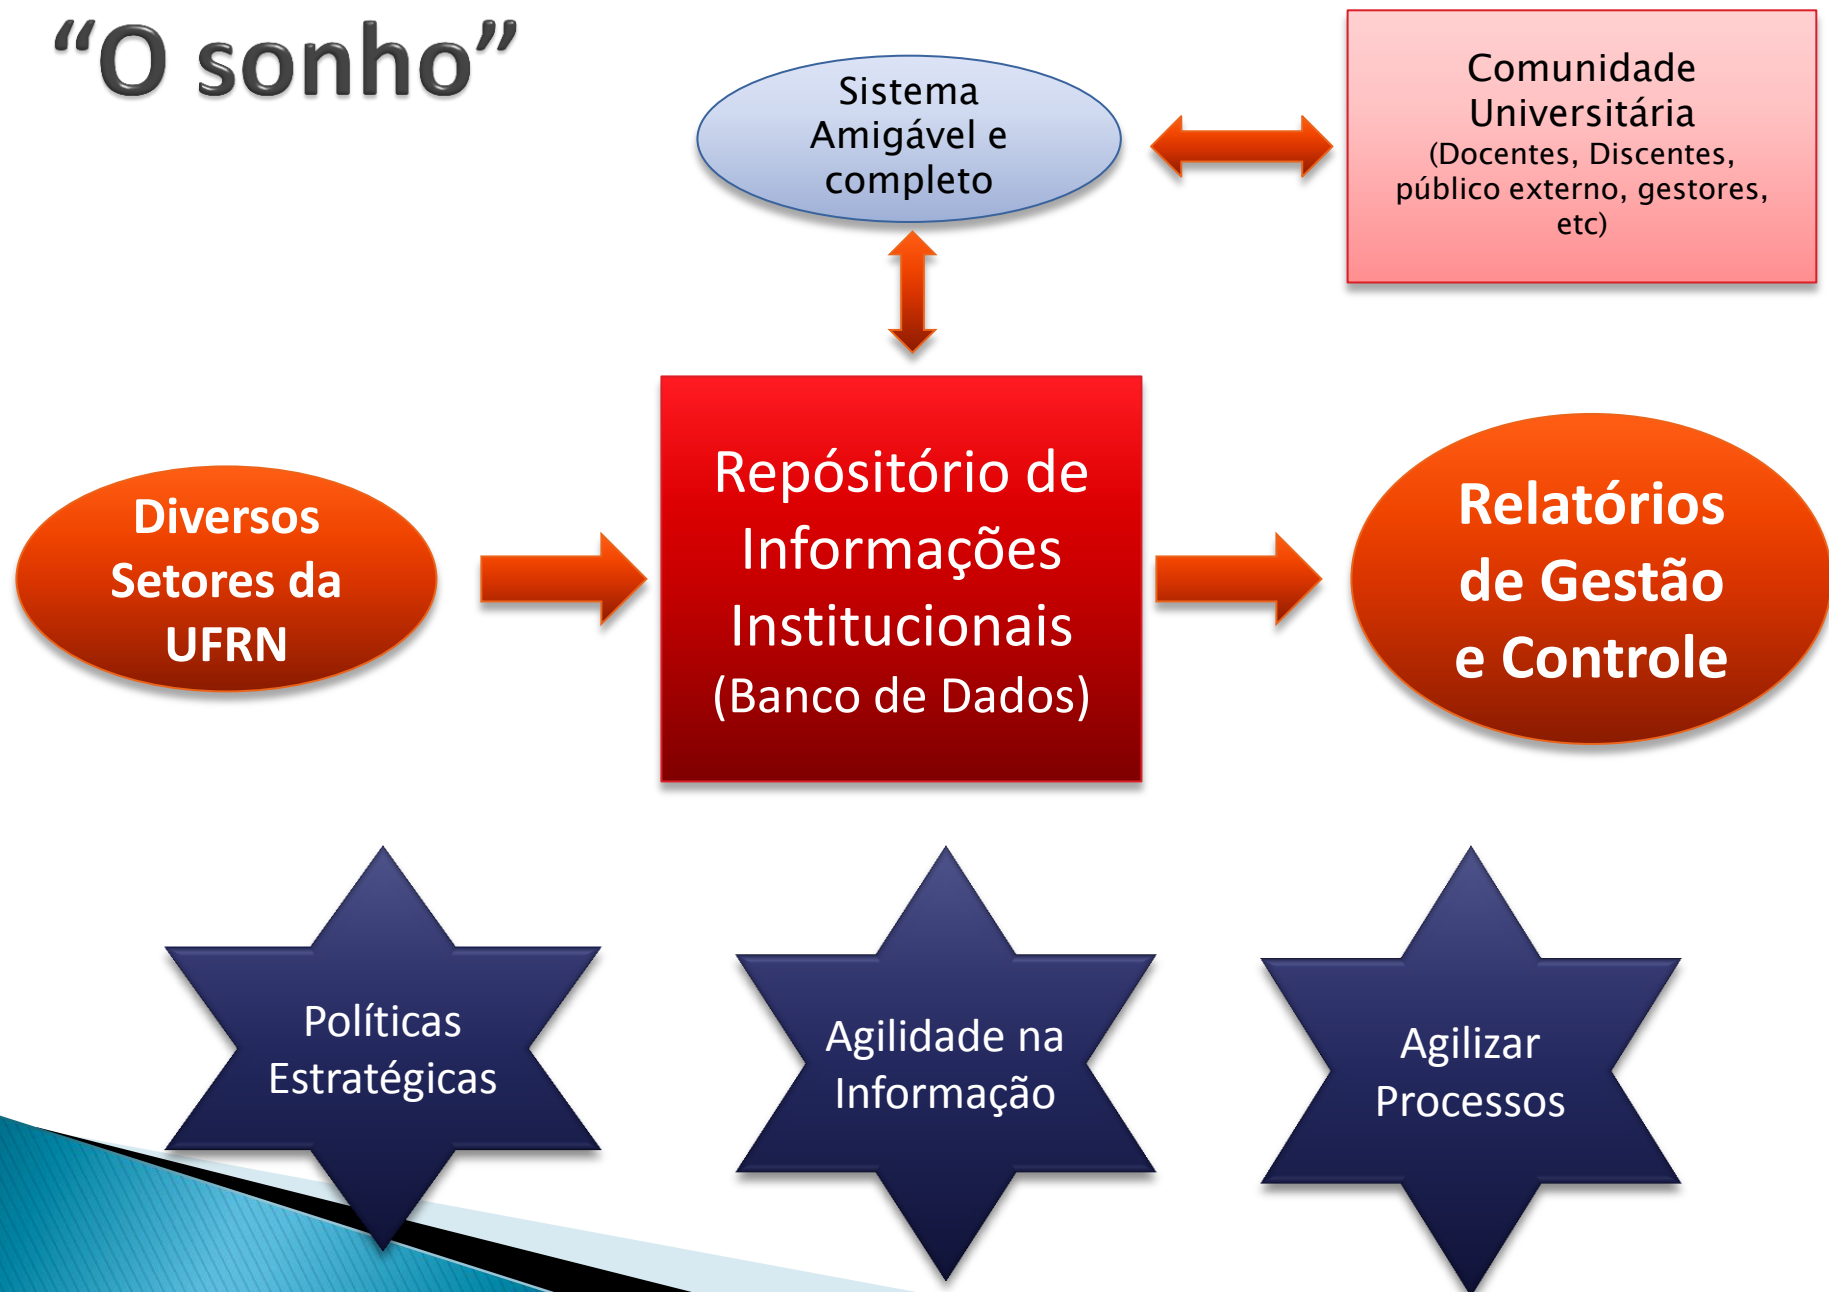 “O sonho”
Sistema
Amigável e
completo
Comunidade
Universitária
(Docentes, Discentes,
público externo, gestores,
etc)
Diversos
Setores da
UFRN
Repósitório de
Informações
Institucionais
(Banco de Dados)
Relatórios
de Gestão
e Controle
Políticas
Estratégicas
Agilidade na
Informação
Agilizar
Processos